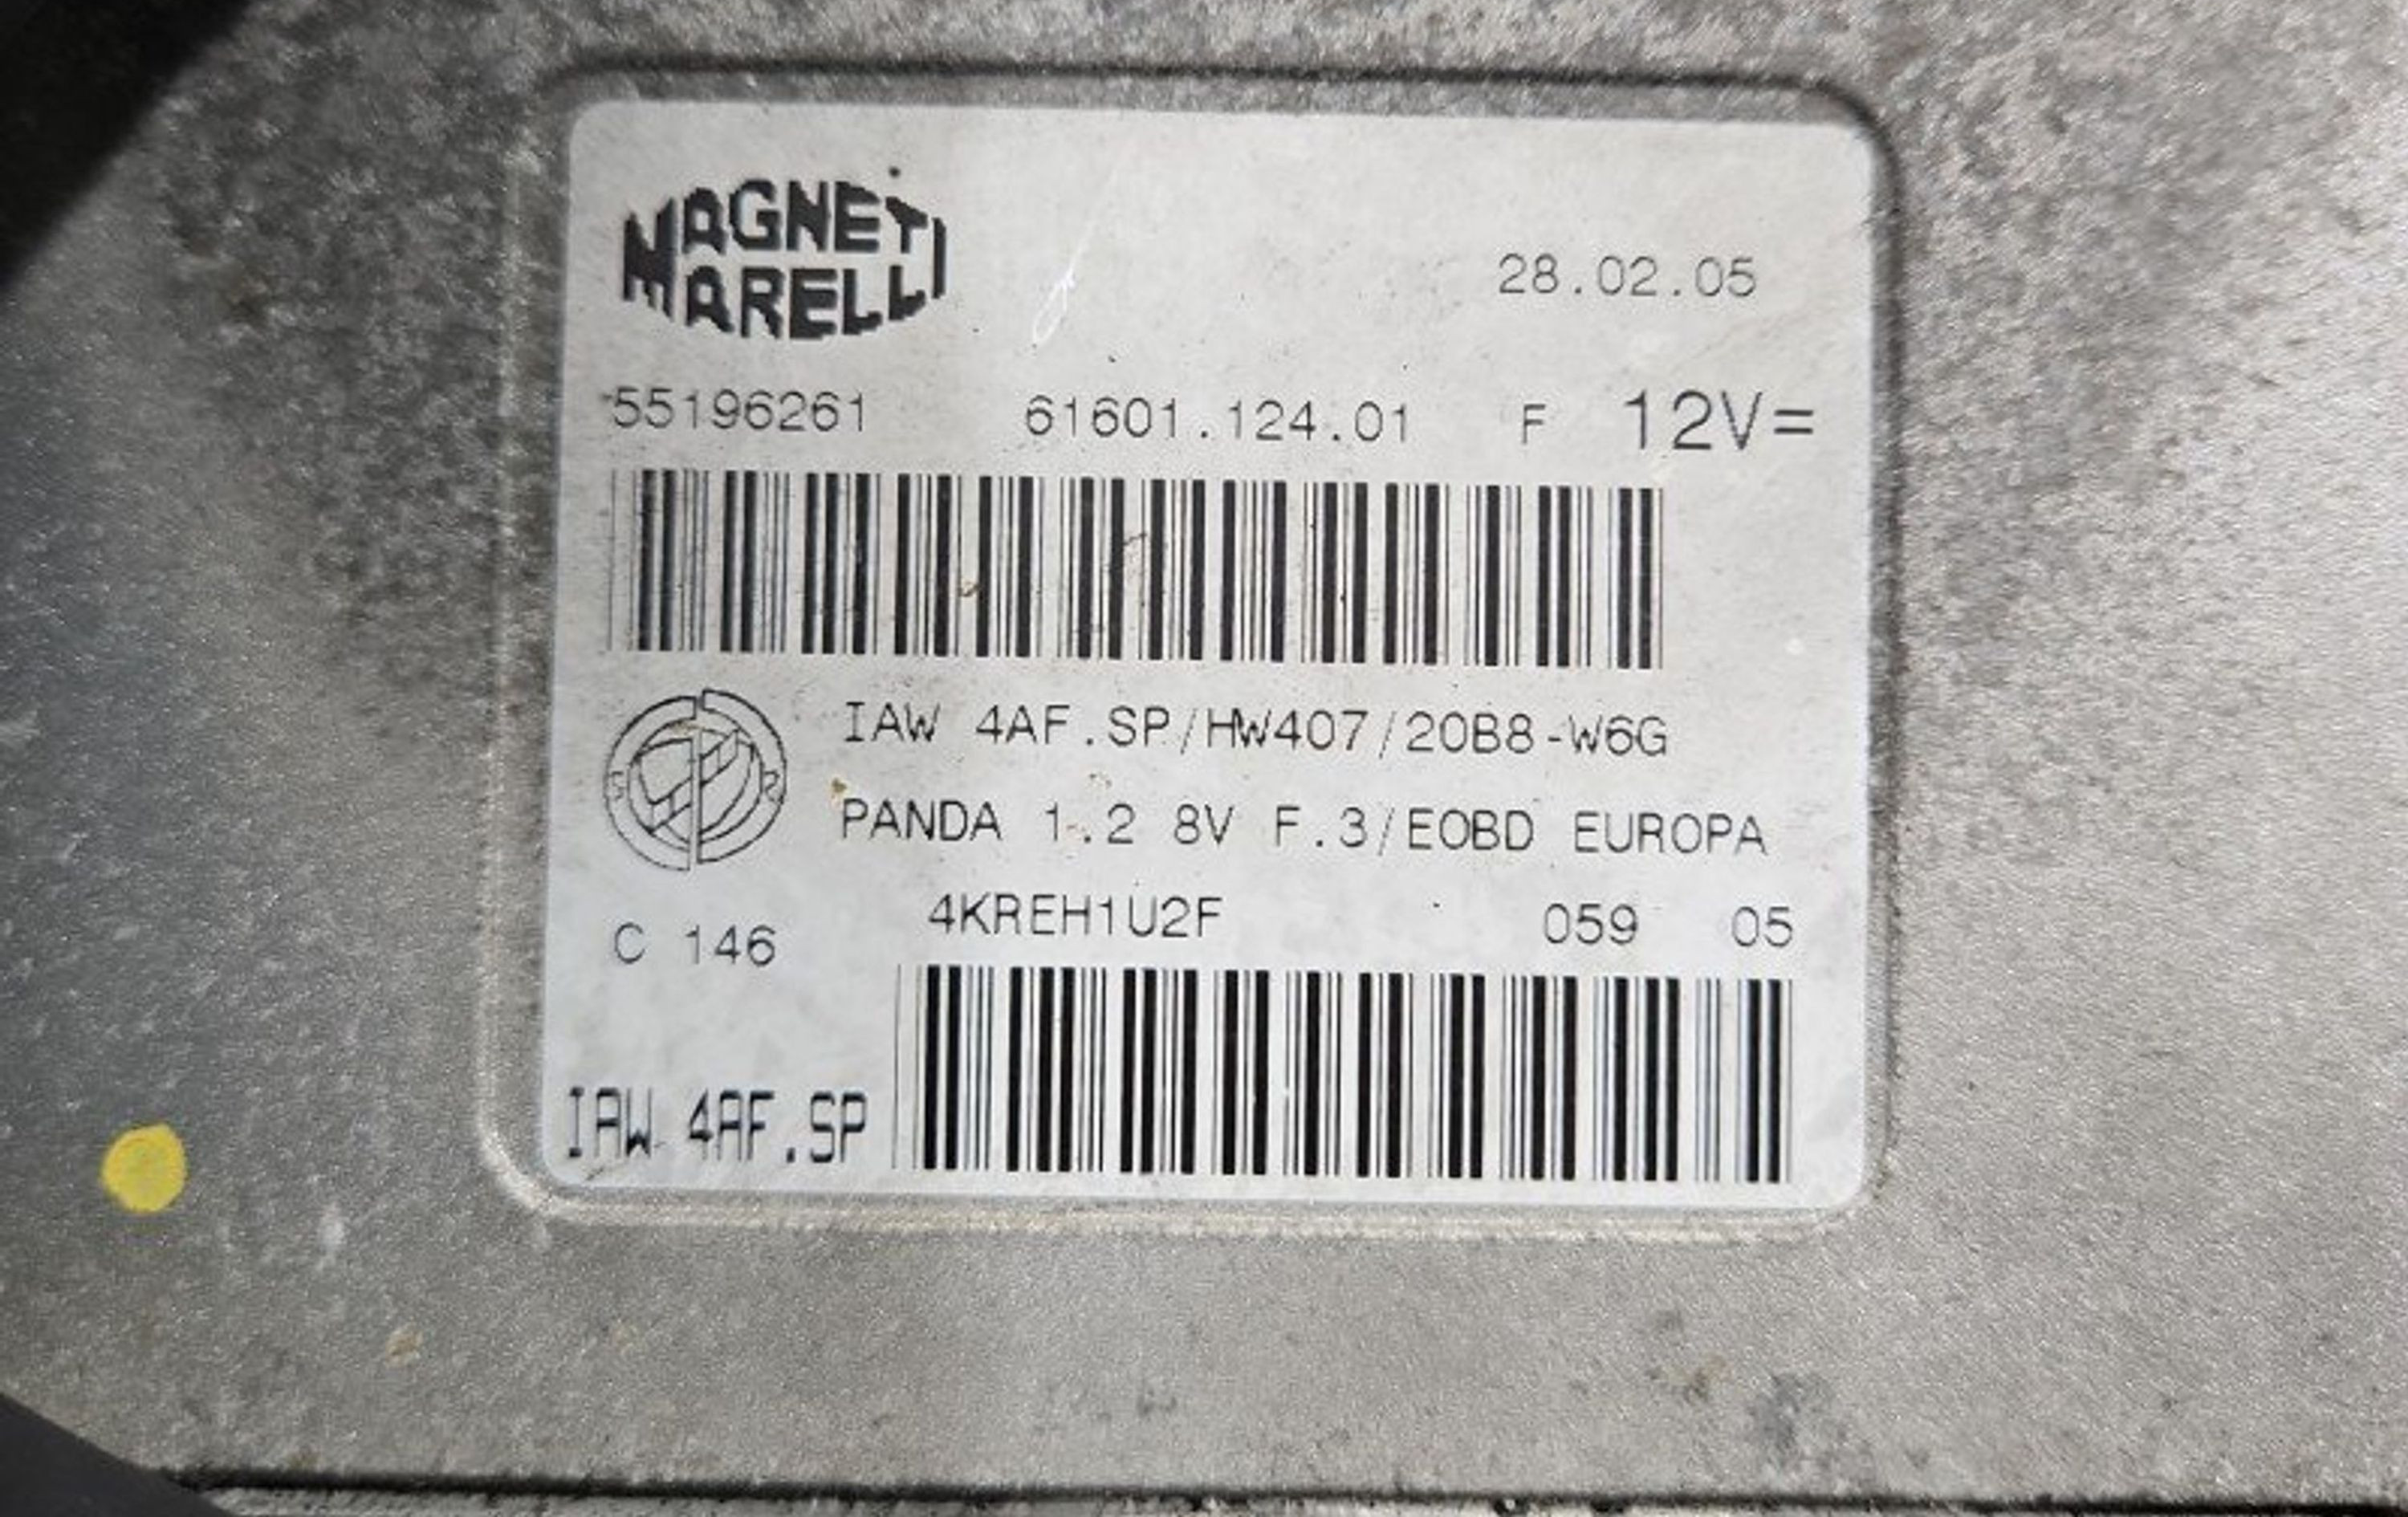 MAGNETI
MARELLI
28.02.05
55196261 61601.124.01 F 12V=
IAW 4AF.SP/HW407/20B8-W6G
PANDA 1.2 8V F.3/EOBD EUROPA
C 146 4KREH1U2F 059 05
IAW 4AF.SP